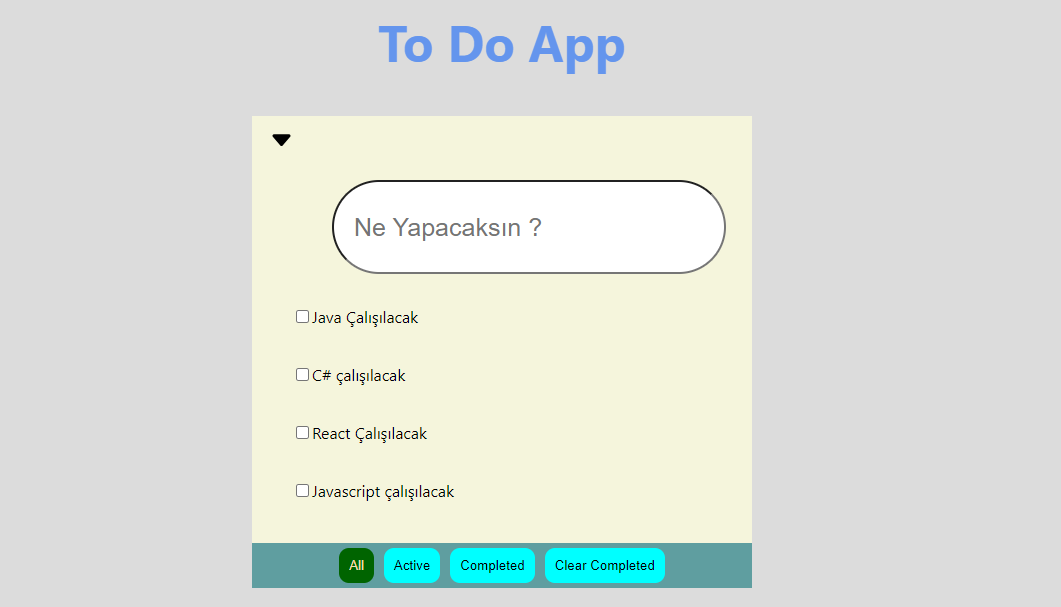 To Do App
Ne Yapacaksın ?
Java Çalışılacak
C# çalışılacak
React Çalışılacak
Javascript çalışılacak
All Active Completed Clear Completed